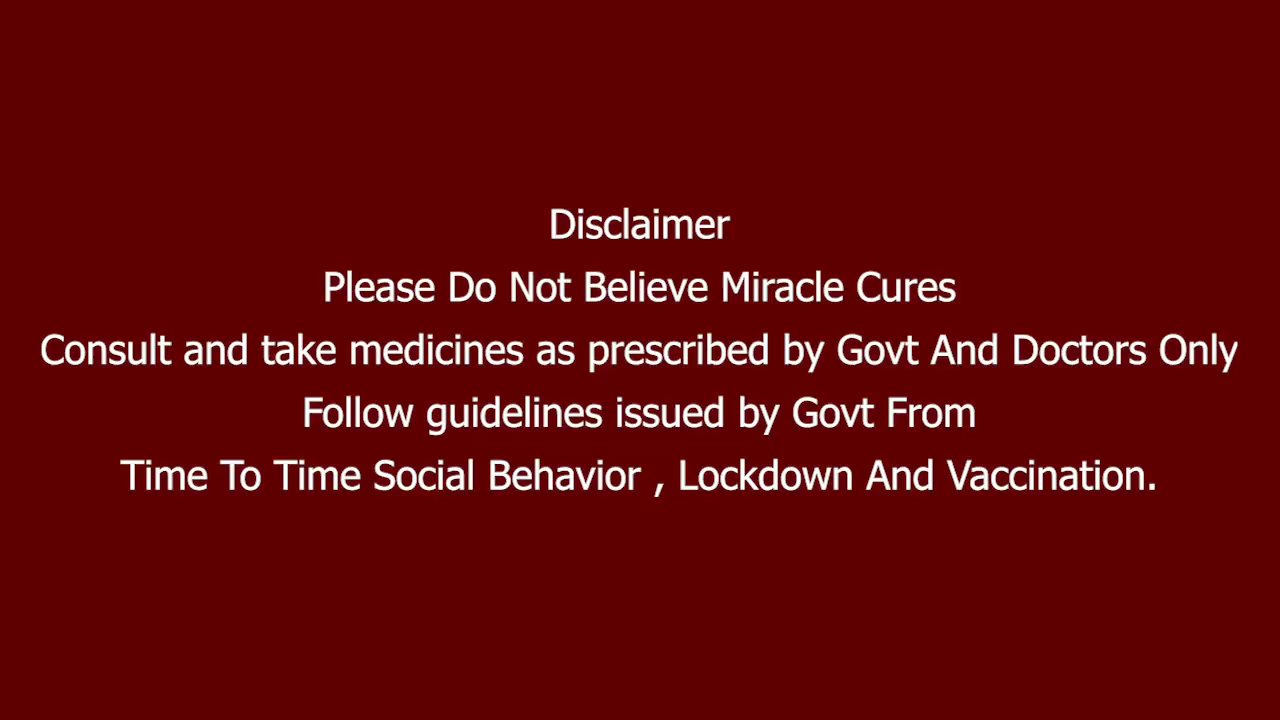 Disclaimer
Please Do Not Believe Miracle Cures
Consult and take medicines as prescribed by Govt And Doctors Only
Follow guidelines issued by Govt From
Time To Time Social Behavior , Lockdown And Vaccination.